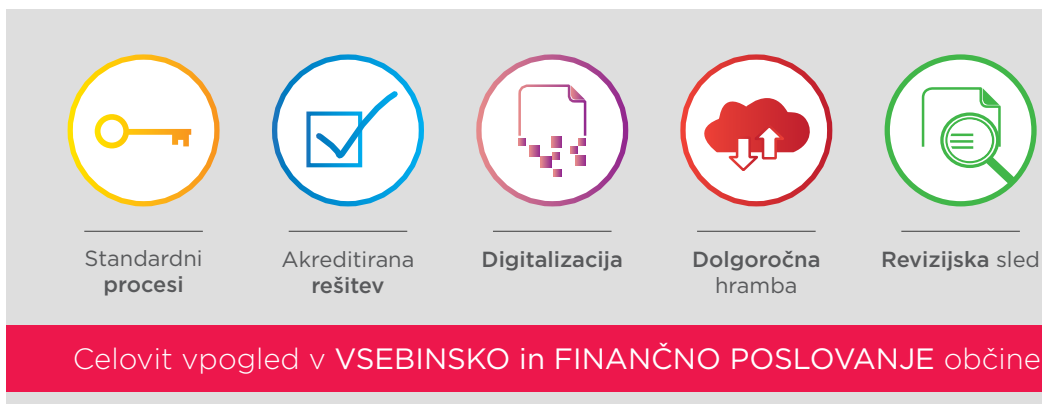 Standardni
procesi
Akreditirana
rešitev
Digitalizacija
Dolgoročna
hramba
Revizijska sled
Celovit vpogled v VSEBINSKO in FINANČNO POSLOVANJE občine